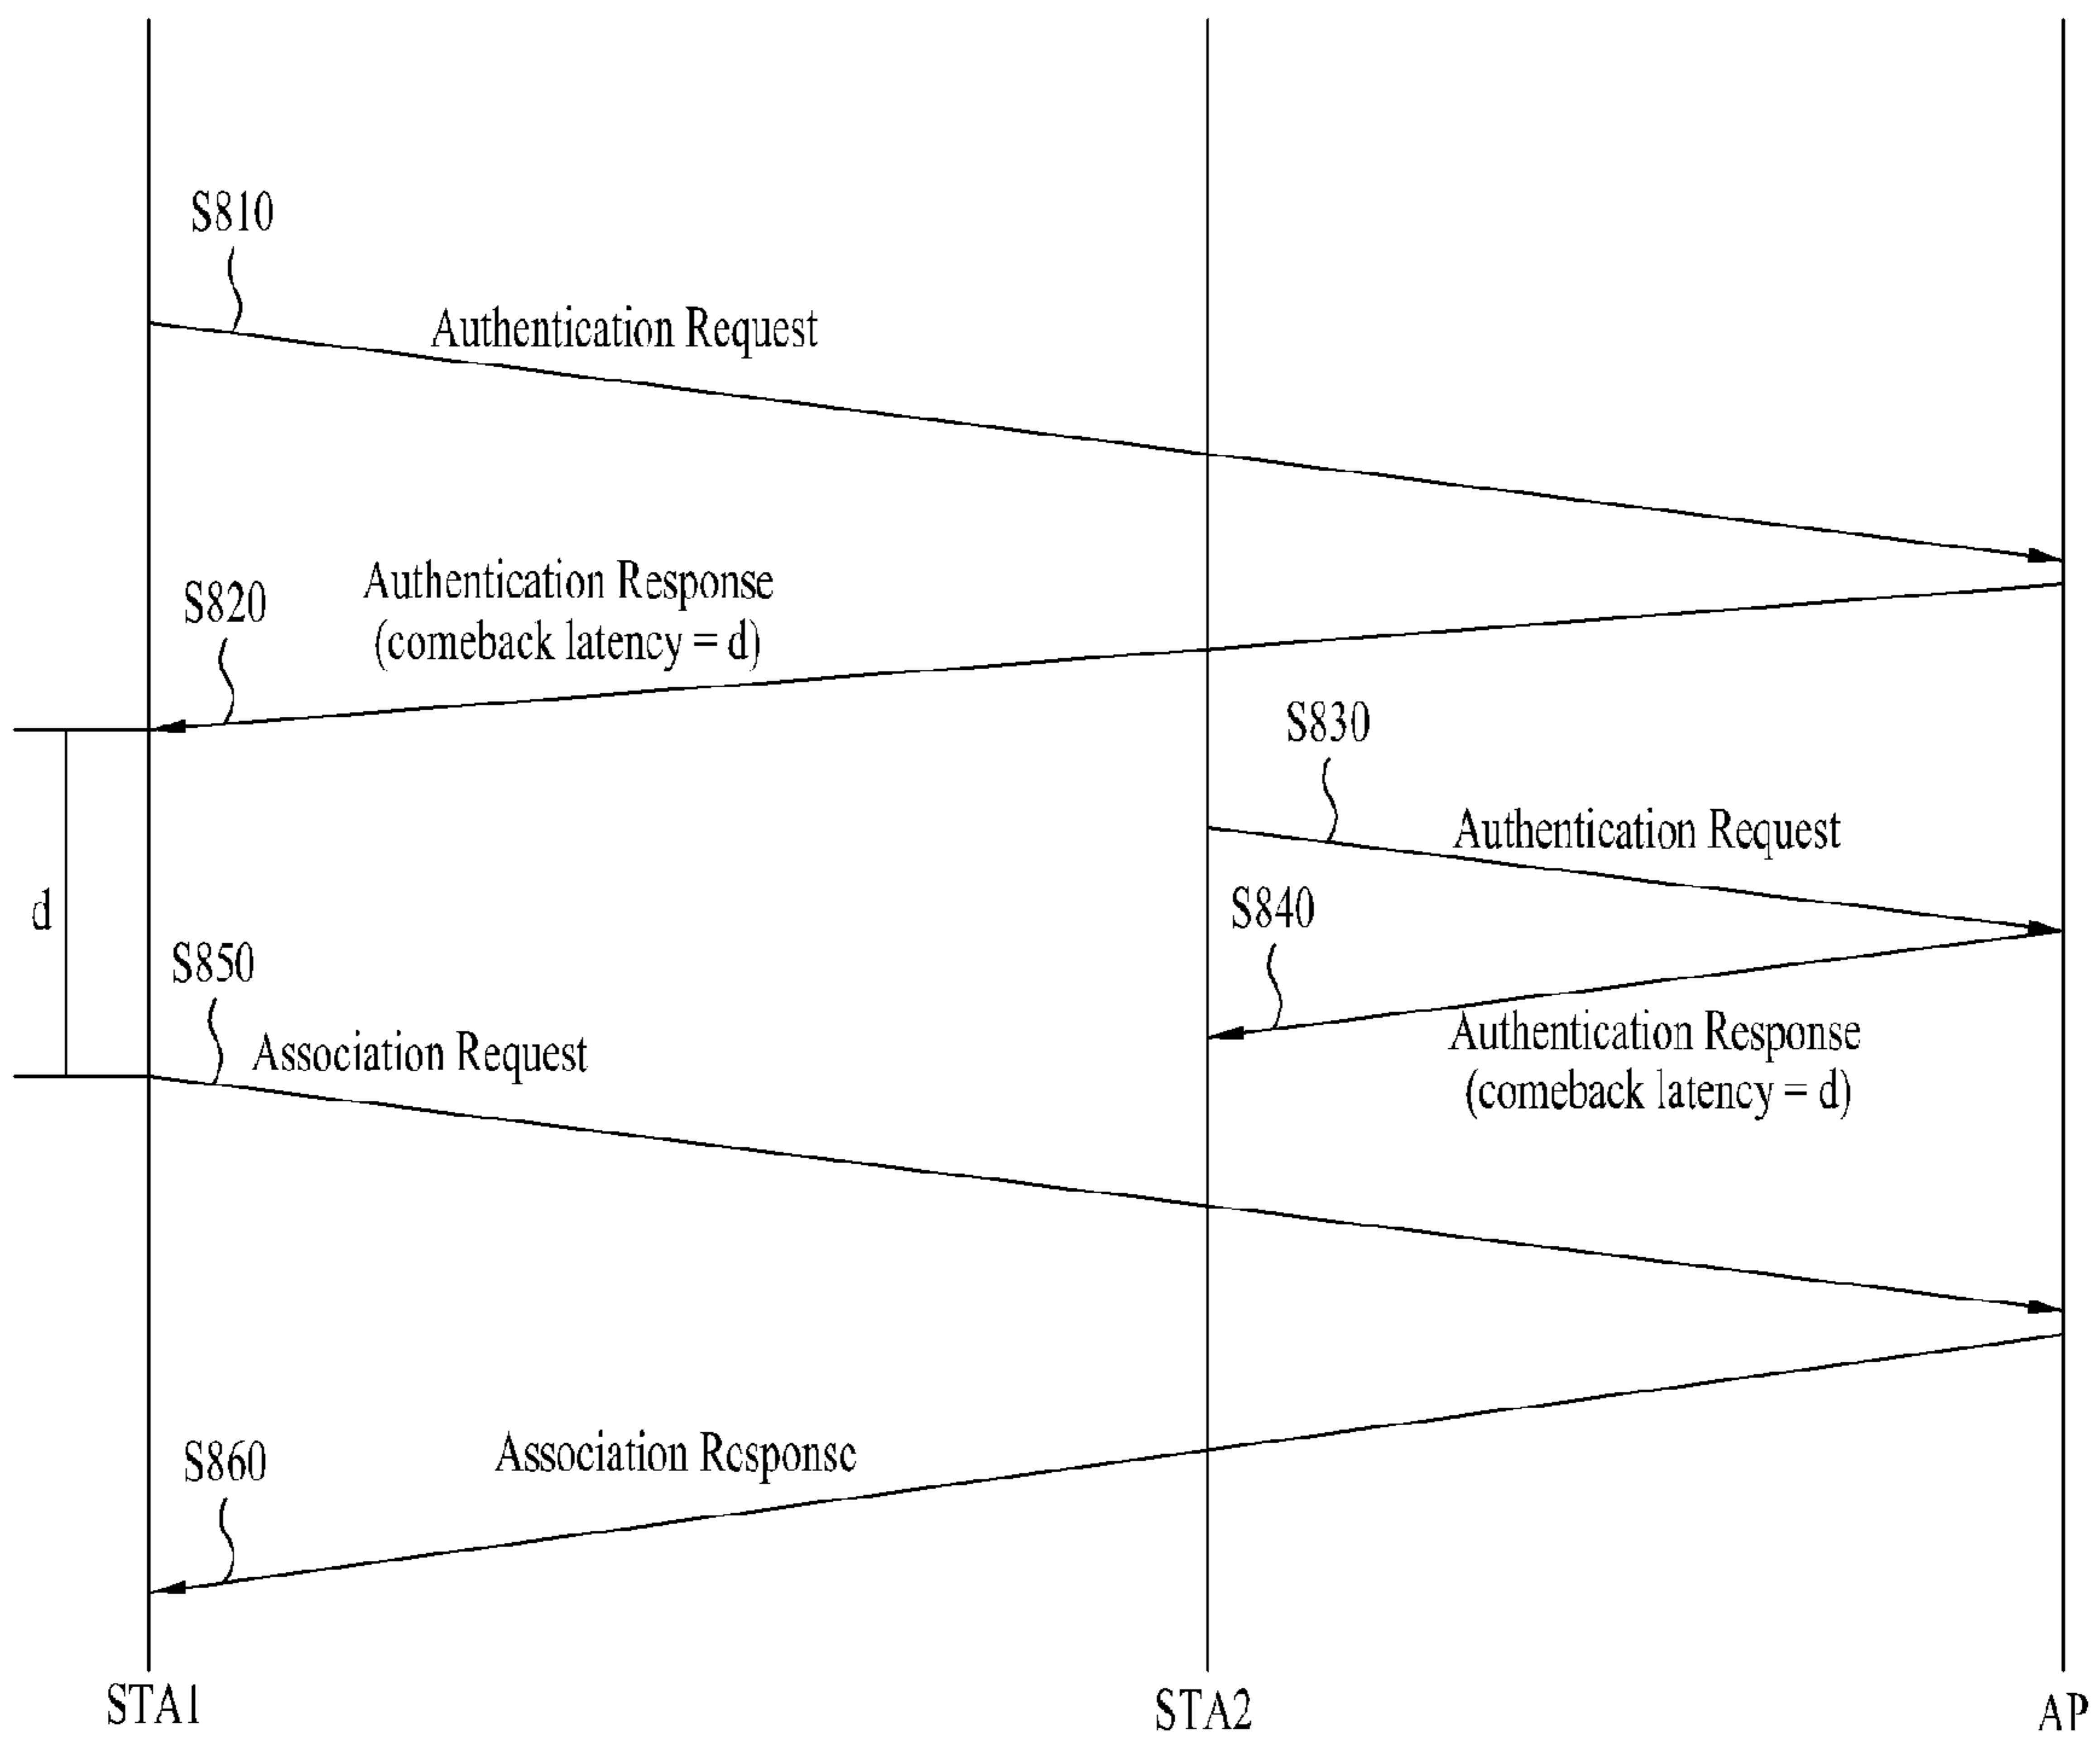 S810
Authentication Request
Authentication Response
(comeback latency = d)
S820
S830
Authentication Request
S840
d
S850
Association Request
Authentication Response
(comeback latency = d)
S860
Association Response
STA1
STA2
AP